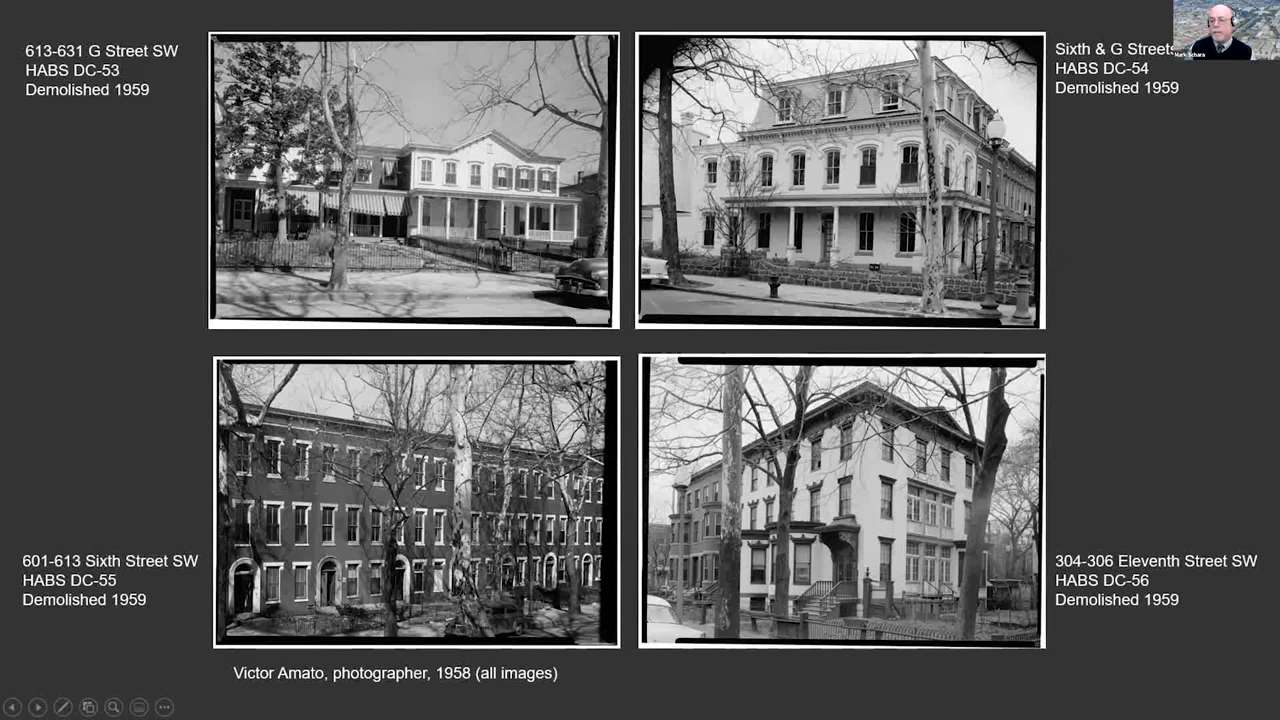 613-631 G Street SW
HABS DC-53
Demolished 1959
Sixth & G Streets
HABS DC-54
Demolished 1959
Mark Schara
601-613 Sixth Street SW
HABS DC-55
Demolished 1959
304-306 Eleventh Street SW
HABS DC-56
Demolished 1959
Victor Amato, photographer, 1958 (all images)